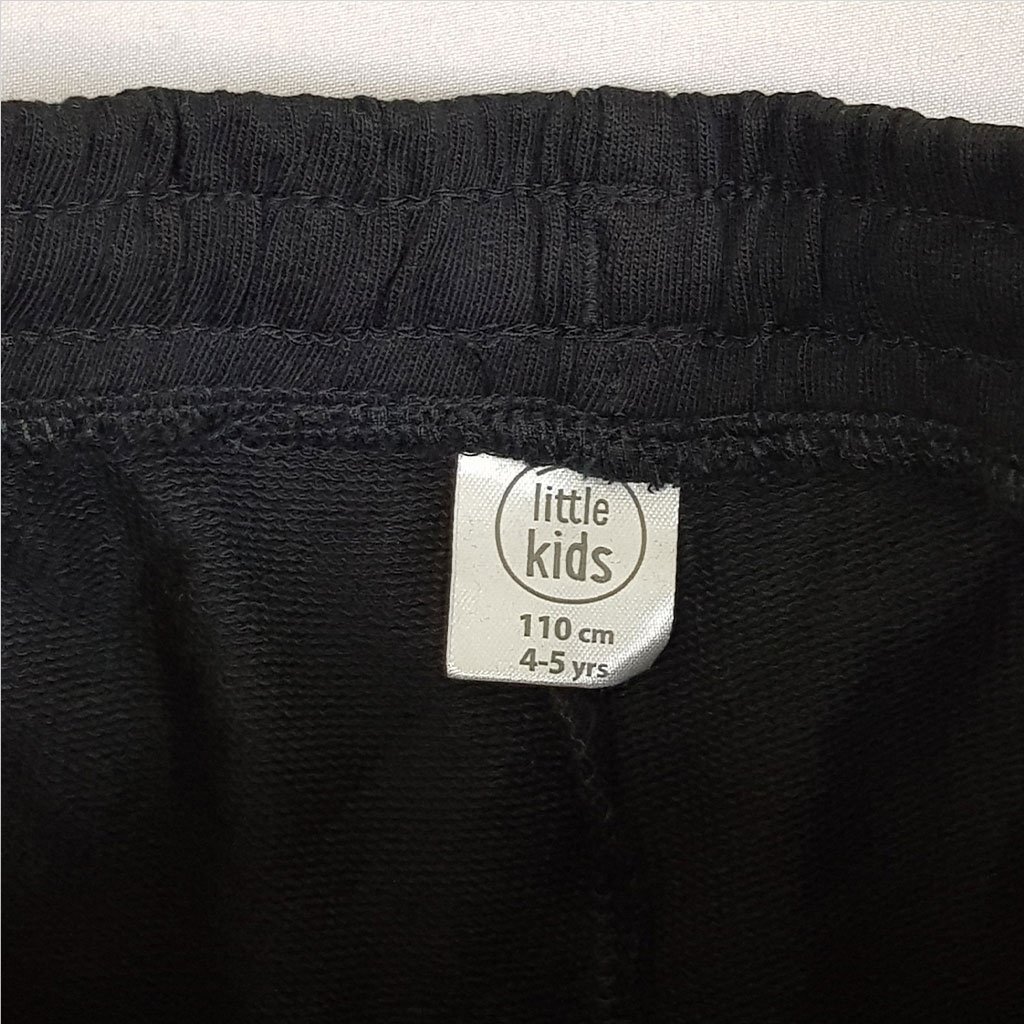 little
kids
110 cm
4-5 yrs